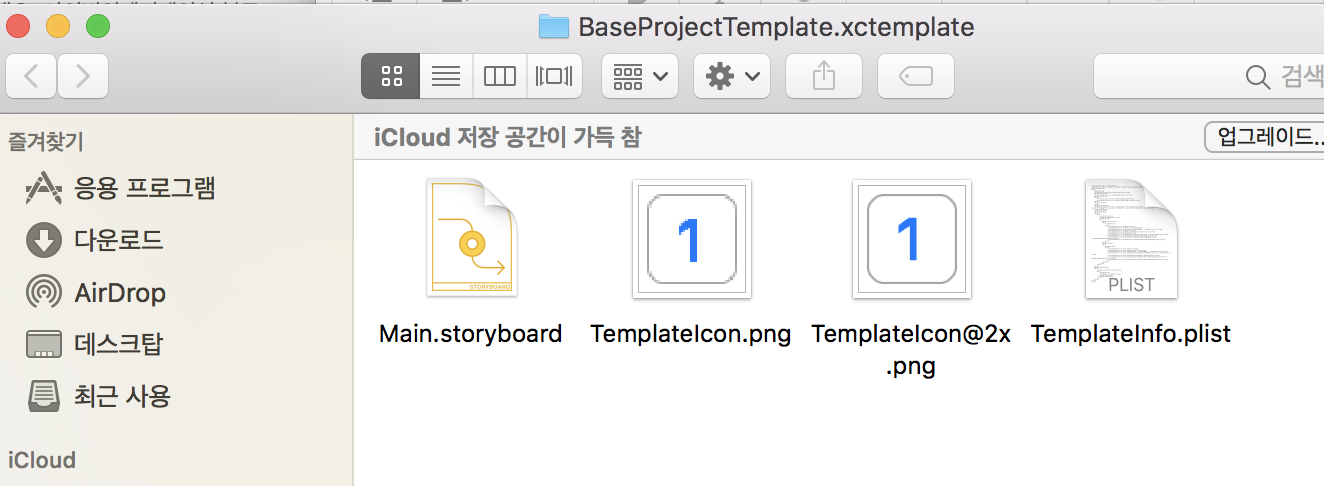 BaseProjectTemplate.xctemplate
검색
즐겨찾기
응용 프로그램
다운로드
AirDrop
데스크탑
최근 사용
iCloud
iCloud 저장 공간이 가득 참
업그레이드...
STORYBOARD
1
1
PLIST
Main.storyboard
TemplateIcon.png
TemplateIcon@2x
.png
TemplateInfo.plist